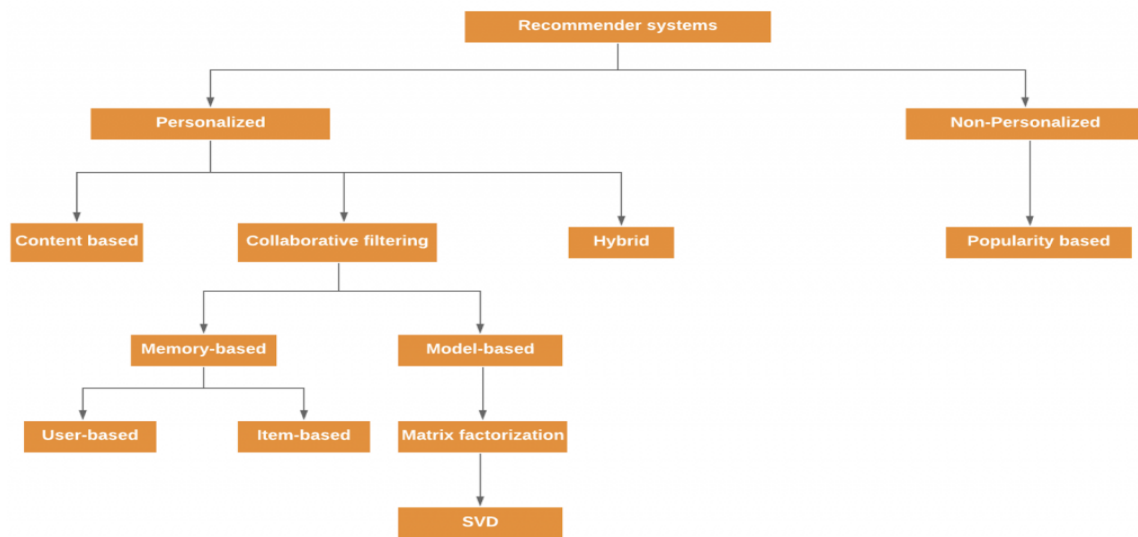 Recommender systems
Personalized
Non-Personalized
Content based
Collaborative filtering
Hybrid
Popularity based
Memory-based
Model-based
User-based
Item-based
Matrix factorization
SVD